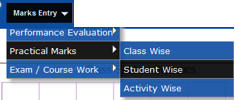 Marks Entry
Performance Evaluation
Practical Marks
Class Wise
Exam / Course Work
Student Wise
Activity Wise